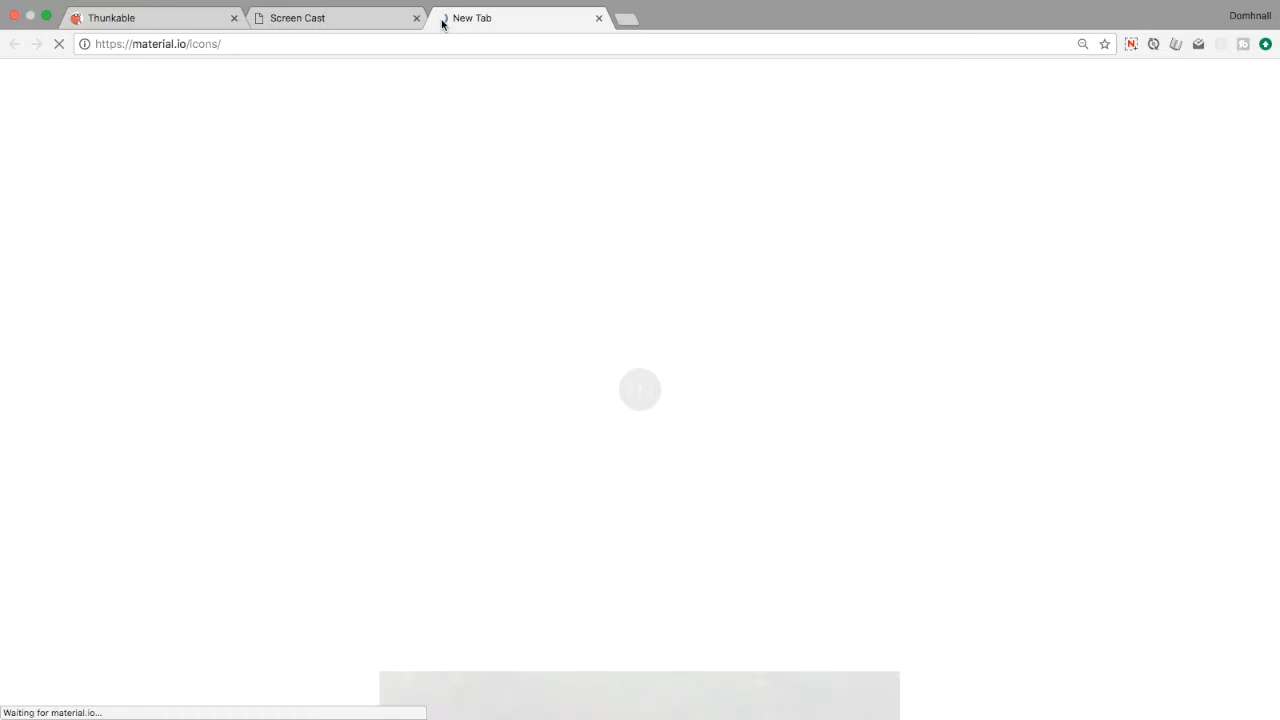 Thunkable
Screen Cast
New Tab
Domhnall
https://material.io/icons/
Waiting for material.io...